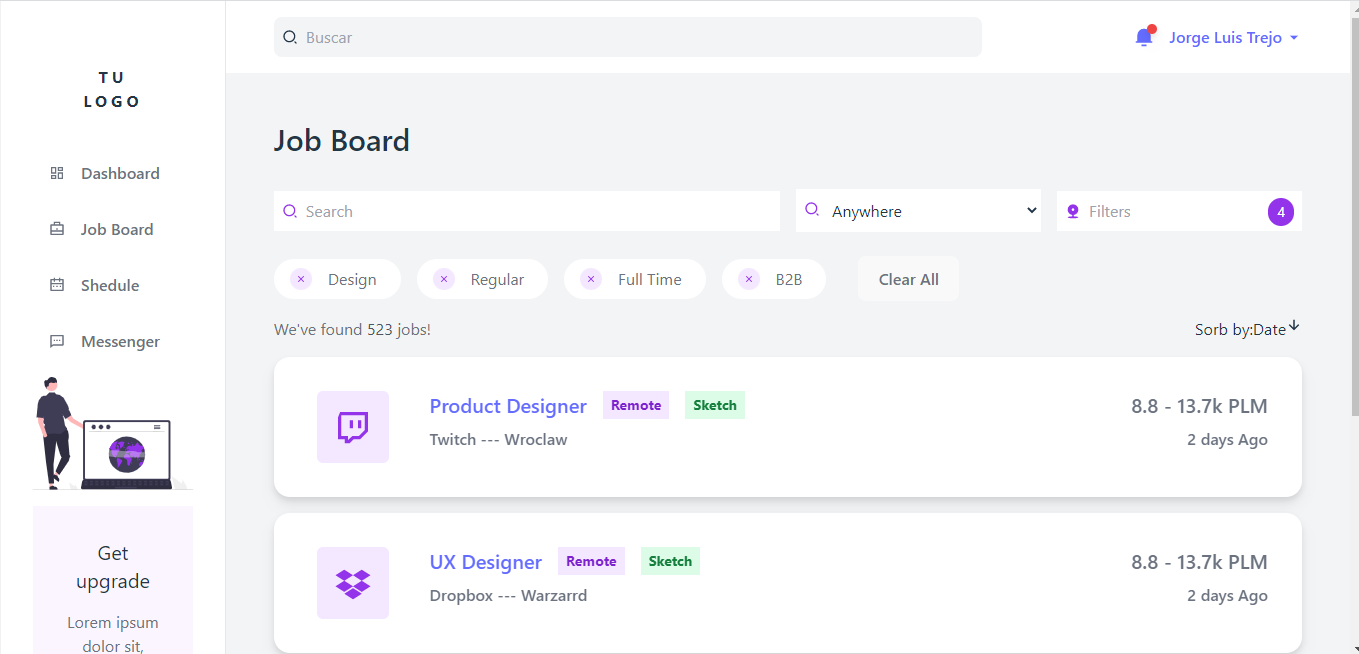 Buscar
Jorge Luis Trejo
TU
LOGO
Dashboard
Job Board
Shedule
Messenger
Get
upgrade
Lorem ipsum
dolor sit,
Job Board
Search
Anywhere
Filters
4
Design
Regular
Full Time
B2B
Clear All
We've found 523 jobs!
Sorb by:Date
Product Designer
Remote
Sketch
8.8 - 13.7k PLM
Twitch --- Wroclaw
2 days Ago
UX Designer
Remote
Sketch
8.8 - 13.7k PLM
Dropbox --- Warzarrd
2 days Ago